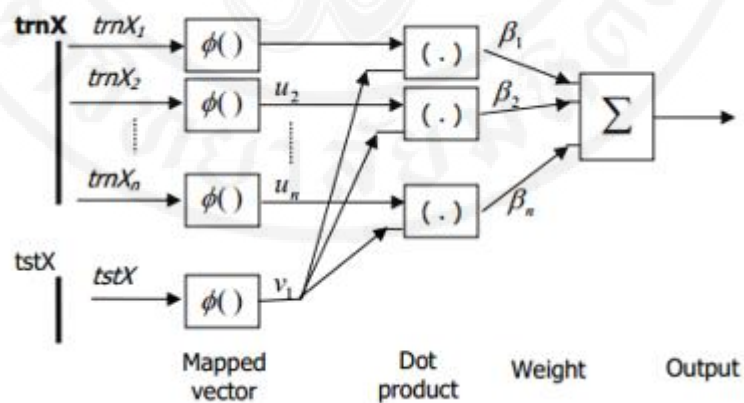 trnX
trnX₁
ϕ( )
( . )
β₁
trnX₂
ϕ( )
u₂
( . )
β₂
Σ
trnXₙ
ϕ( )
uₙ
( . )
βₙ
tstX
tstX
ϕ( )
v₁
Mapped vector
Dot product
Weight
Output